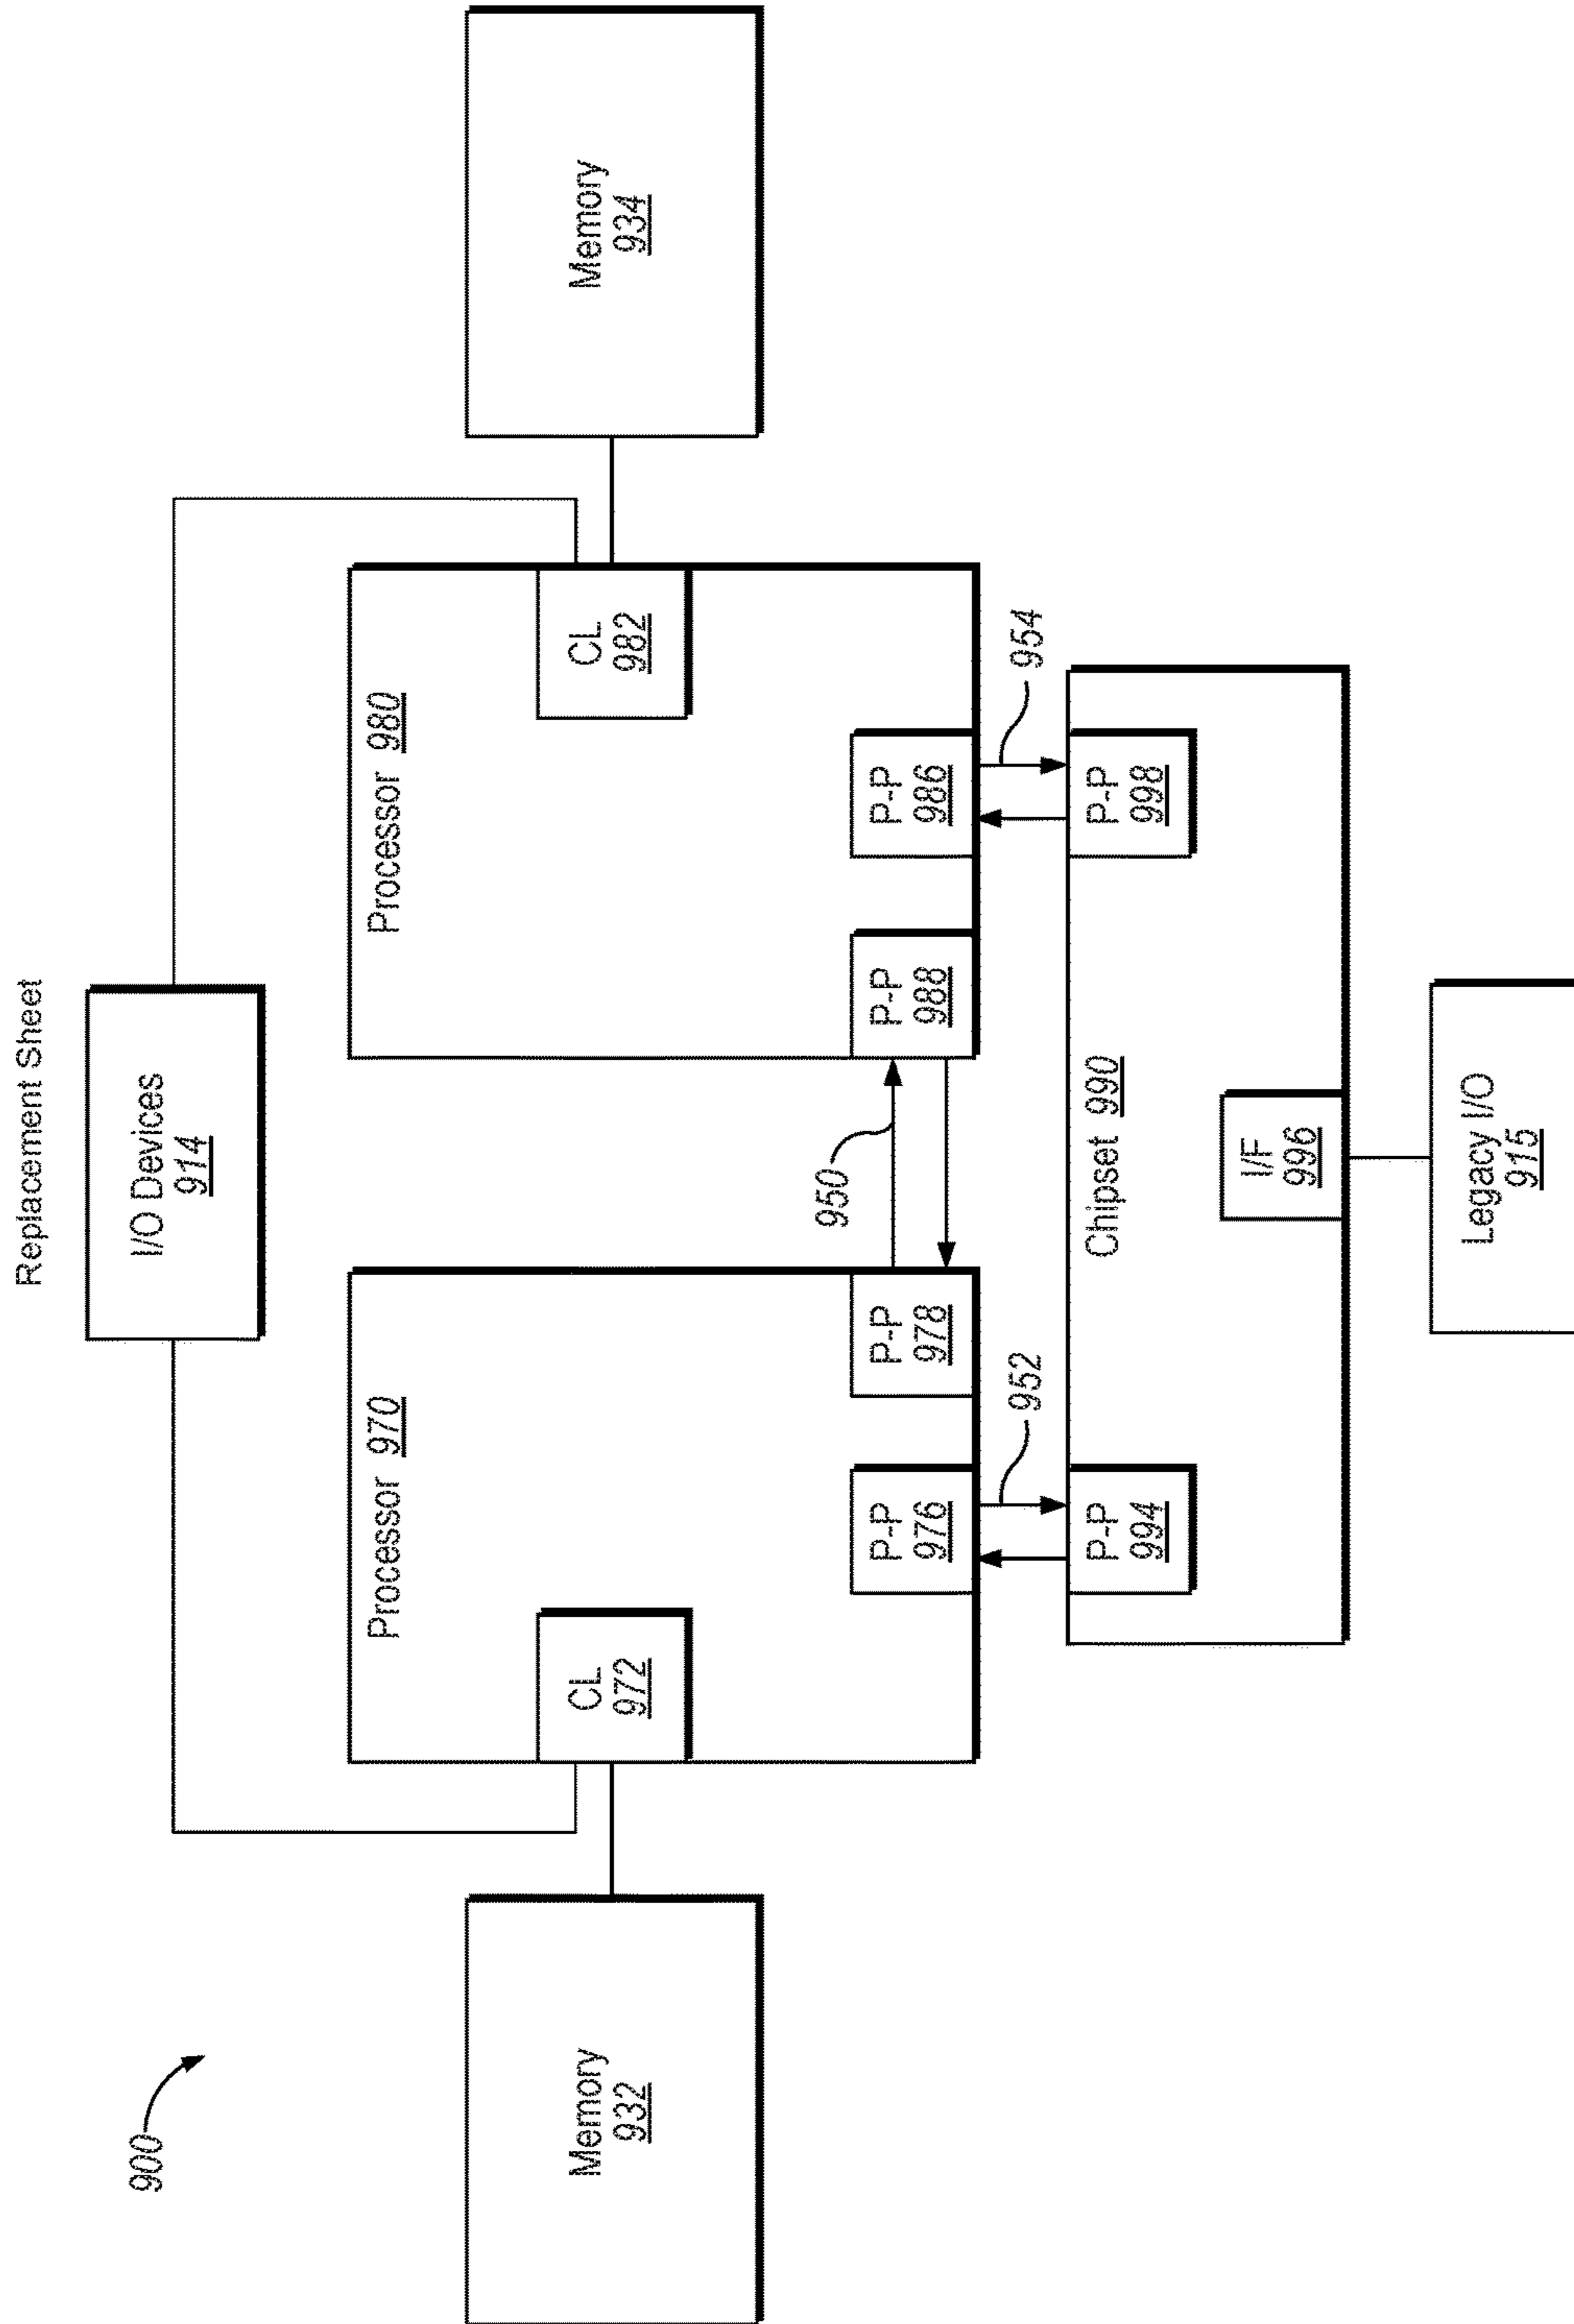 Replacement Sheet
900
I/O Devices
914
Memory
932
Processor 970
CL
972
P-P
976
P-P
978
950
Processor 980
CL
982
P-P
988
P-P
986
Memory
934
952
954
Chipset 990
P-P
994
P-P
998
I/F
996
Legacy I/O
915